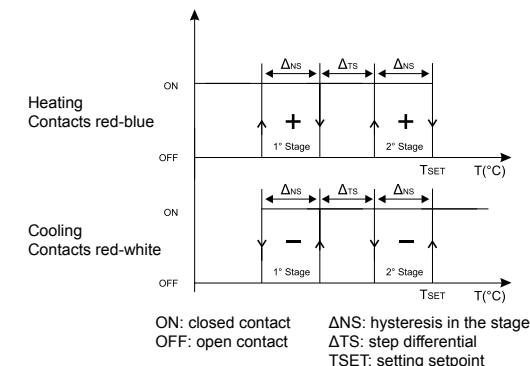 ΔNS ΔTS ΔNS
ON
Heating
Contacts red-blue
+ +
1° Stage 2° Stage
OFF
TSET T(°C)
ΔNS ΔTS ΔNS
ON
Cooling
Contacts red-white
− −
1° Stage 2° Stage
OFF
TSET T(°C)
ON: closed contact ΔNS: hysteresis in the stage
OFF: open contact ΔTS: step differential
TSET: setting setpoint